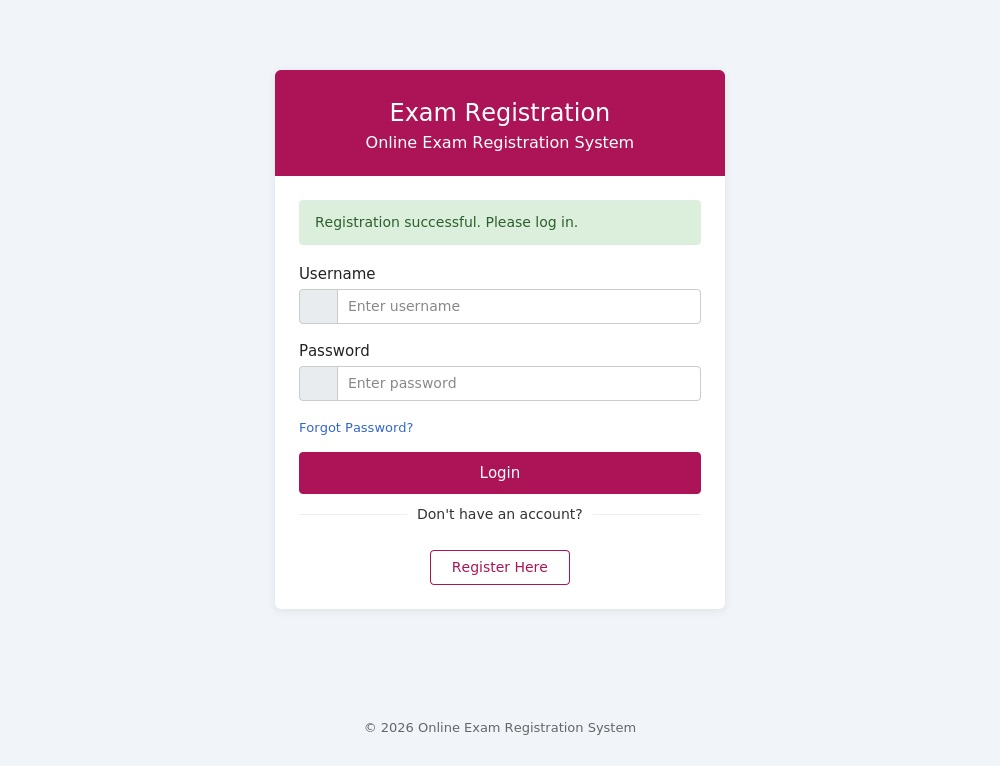 Exam Registration
Online Exam Registration System
Registration successful. Please log in.
Username
Enter username
Password
Enter password
Forgot Password?
Login
Don't have an account?
Register Here
© 2026 Online Exam Registration System